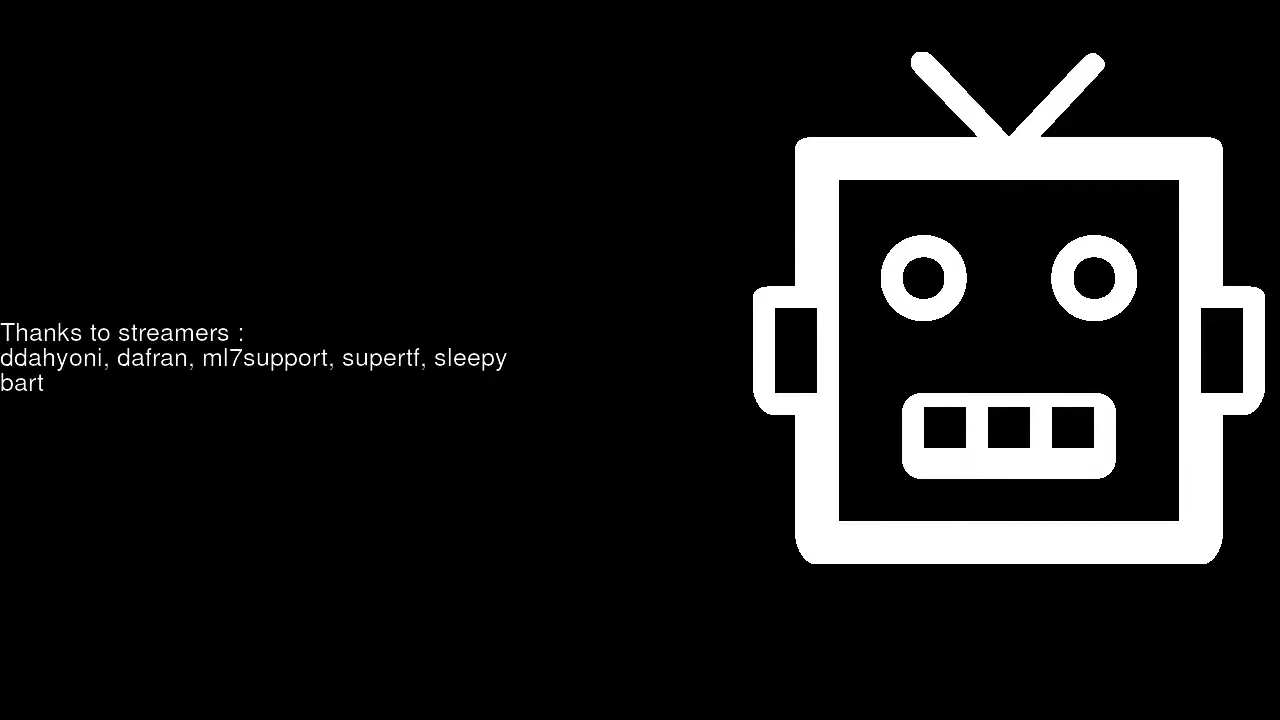 Thanks to streamers :
ddahyoni, dafran, ml7support, supertf, sleepy
bart